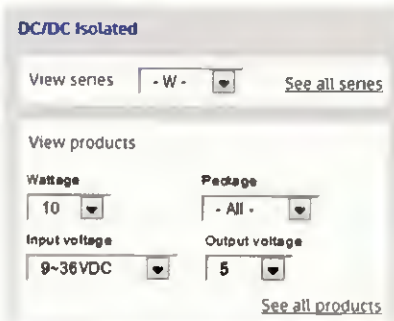 DC/DC Isolated
View series - W - See all series
View products
Wattage Package
10 - All -
Input voltage Output voltage
9~36VDC 5
See all products